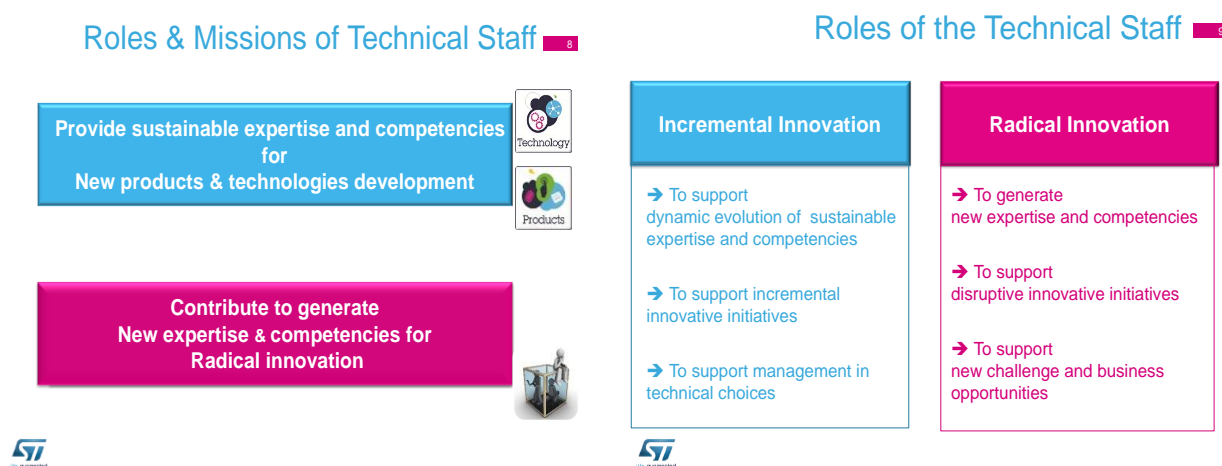 Roles & Missions of Technical Staff
8
Provide sustainable expertise and competencies
for
New products & technologies development
Technology
Products
Contribute to generate
New expertise & competencies for
Radical innovation
Roles of the Technical Staff
9
Incremental Innovation
➔ To support
dynamic evolution of sustainable
expertise and competencies
➔ To support incremental
innovative initiatives
➔ To support management in
technical choices
Radical Innovation
➔ To generate
new expertise and competencies
➔ To support
disruptive innovative initiatives
➔ To support
new challenge and business
opportunities